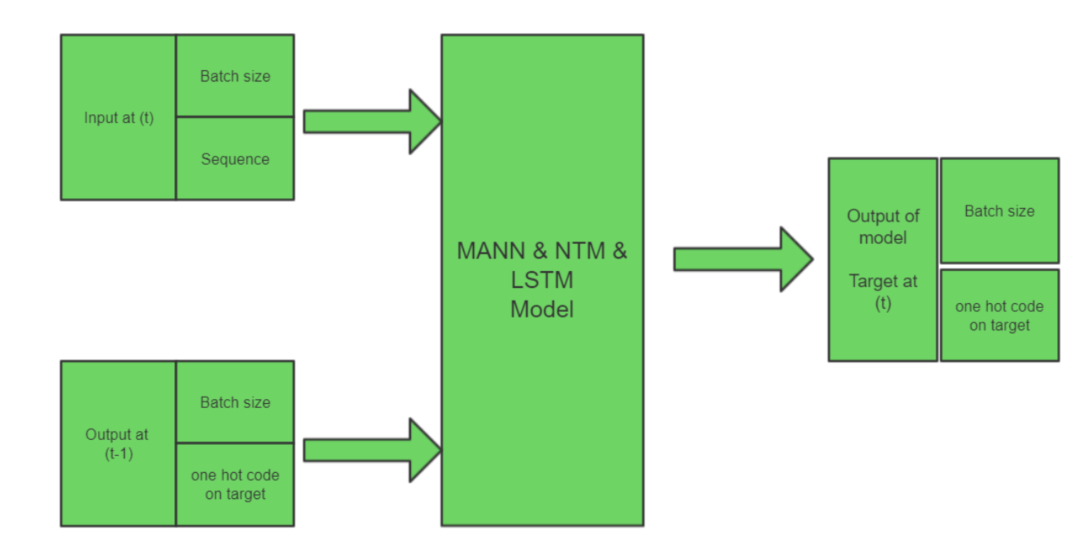 Input at (t)
Batch size
Sequence
Output at
(t-1)
Batch size
one hot code
on target
MANN & NTM &
LSTM
Model
Output of
model
Target at
(t)
Batch size
one hot code
on target